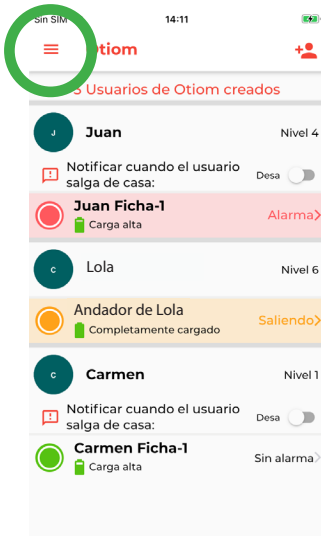 Sin SIM 14:11
Otiom
Usuarios de Otiom creados
J Juan Nivel 4
Notificar cuando el usuario
salga de casa: Desa
Juan Ficha-1
Carga alta Alarma
C Lola Nivel 6
Andador de Lola
Completamente cargado Saliendo
C Carmen Nivel 1
Notificar cuando el usuario
salga de casa: Desa
Carmen Ficha-1
Carga alta Sin alarma